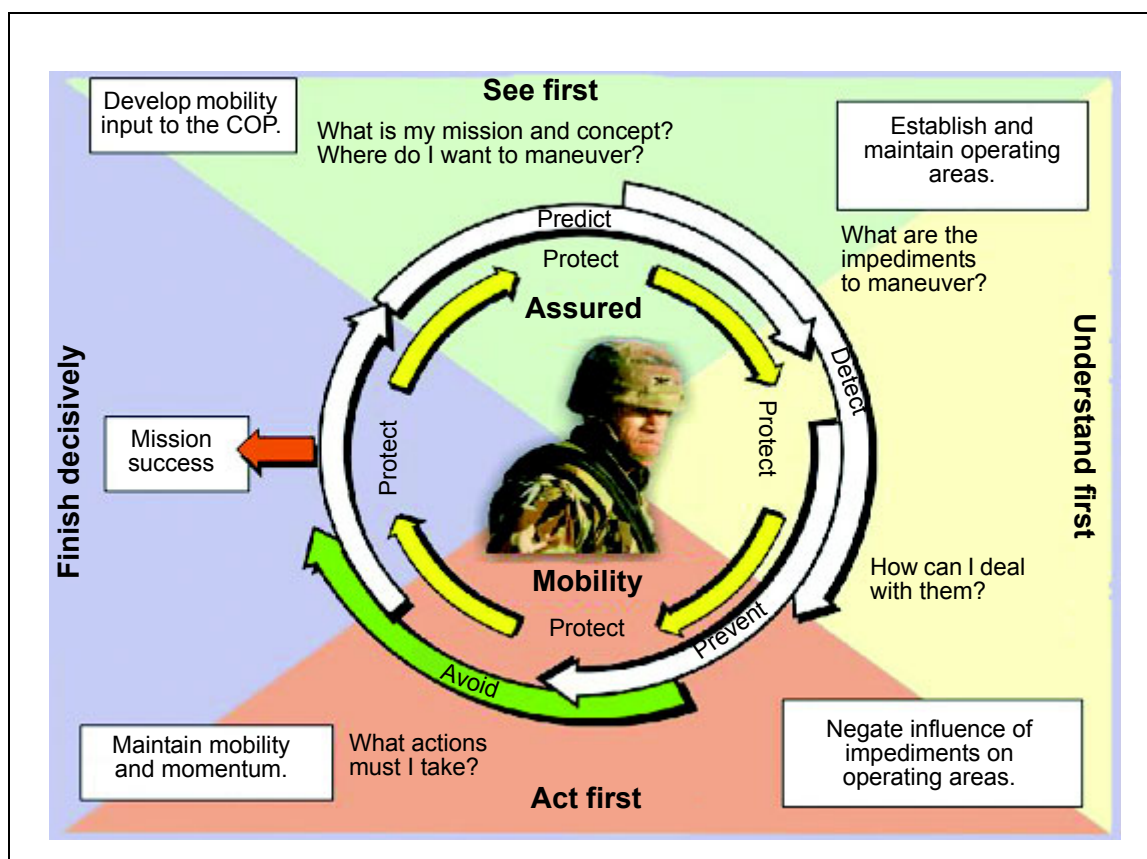 Develop mobility
input to the COP.
See first
What is my mission and concept?
Where do I want to maneuver?
Establish and
maintain operating
areas.
Predict
Protect
Assured
What are the
impediments
to maneuver?
Detect
Protect
Understand first
Finish decisively
Mission
success
Protect
Mobility
Protect
How can I deal
with them?
Prevent
Avoid
Maintain mobility
and momentum.
What actions
must I take?
Act first
Negate influence of
impediments on
operating areas.